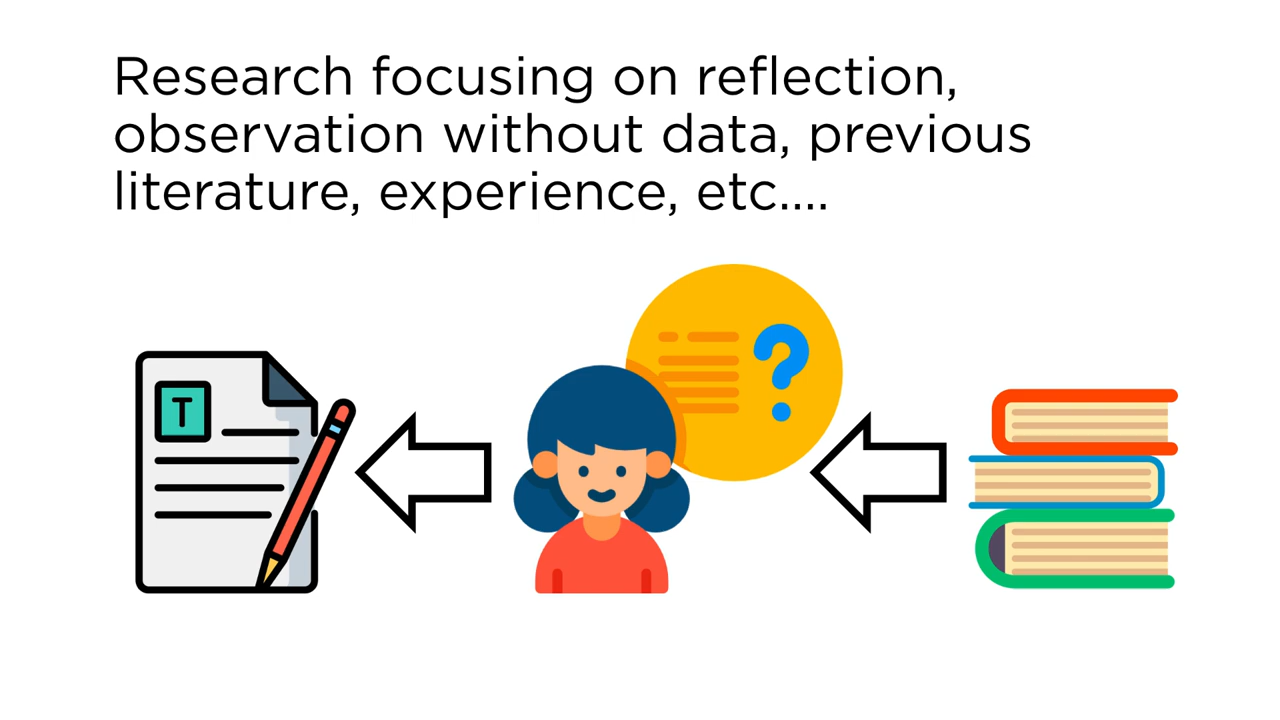 Research focusing on reflection,
observation without data, previous
literature, experience, etc....
T
?